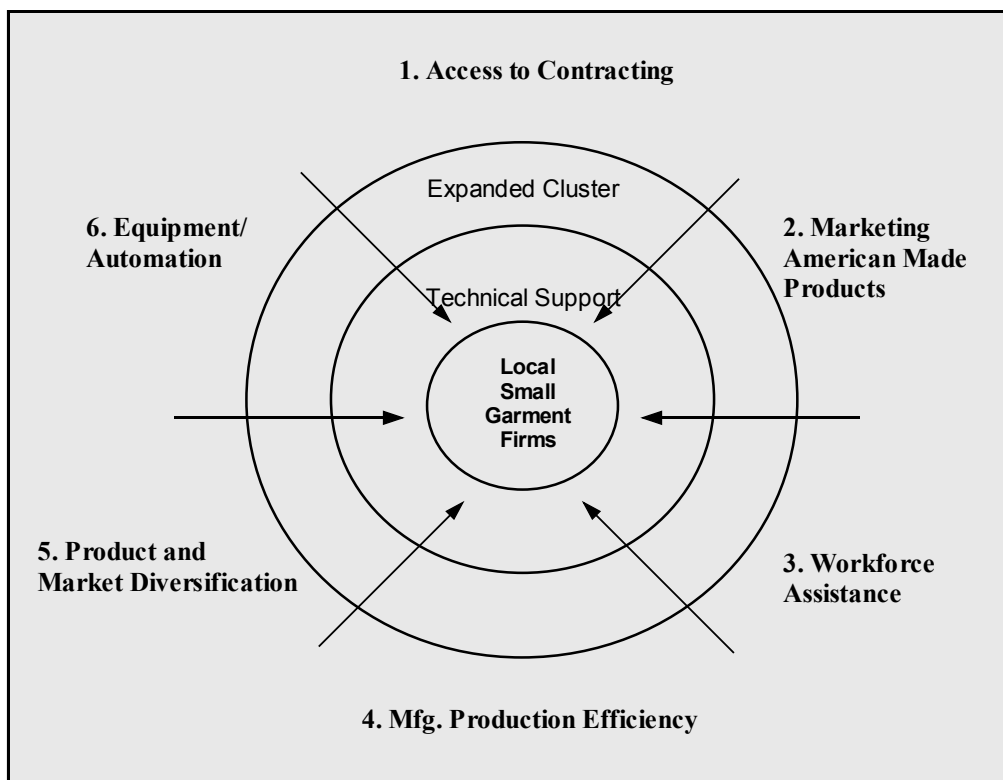 1. Access to Contracting
Expanded Cluster
6. Equipment/
Automation
2. Marketing
American Made
Products
Technical Support
Local
Small
Garment
Firms
5. Product and
Market Diversification
3. Workforce
Assistance
4. Mfg. Production Efficiency